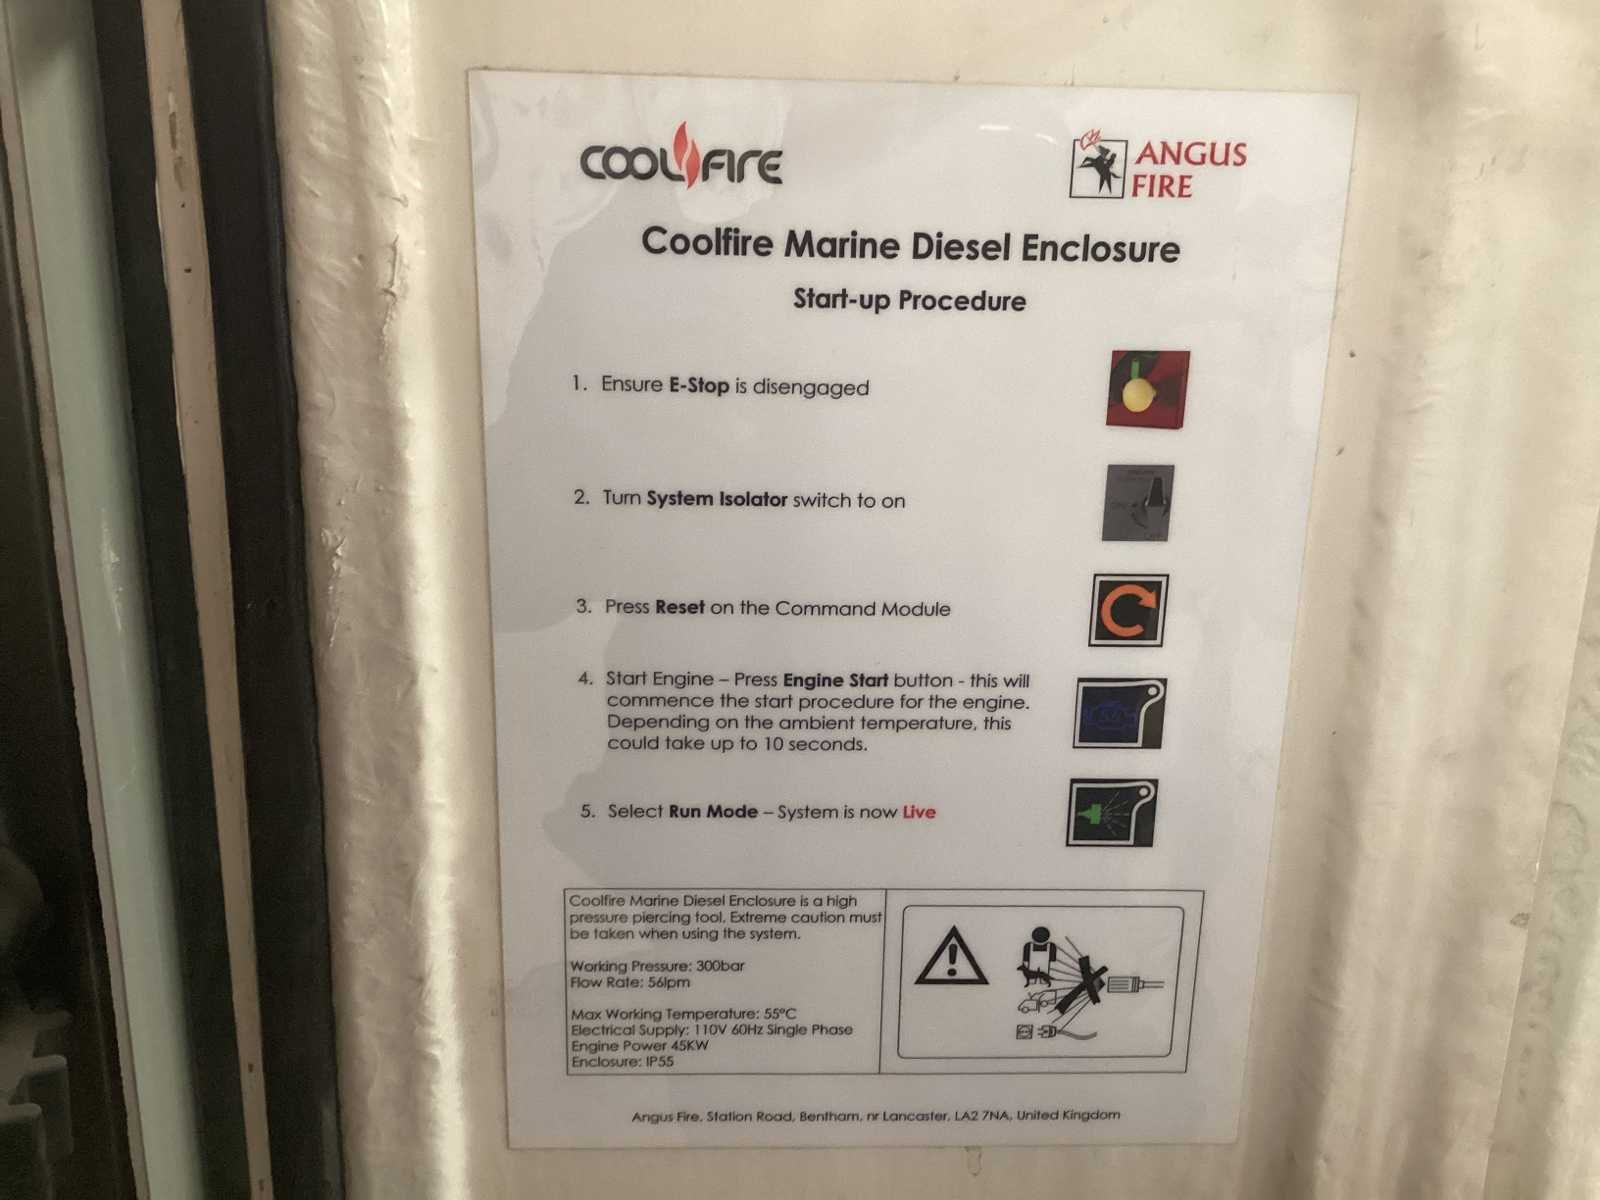 COOLFIRE
ANGUS
FIRE
Coolfire Marine Diesel Enclosure
Start-up Procedure
1. Ensure E-Stop is disengaged
2. Turn System Isolator switch to on
3. Press Reset on the Command Module
4. Start Engine – Press Engine Start button - this will
commence the start procedure for the engine.
Depending on the ambient temperature, this
could take up to 10 seconds.
5. Select Run Mode – System is now Live
Coolfire Marine Diesel Enclosure is a high
pressure piercing tool. Extreme caution must
be taken when using the system.
Working Pressure: 300bar
Flow Rate: 56lpm
Max Working Temperature: 55°C
Electrical Supply: 110V 60Hz Single Phase
Engine Power 45KW
Enclosure: IP55
Angus Fire, Station Road, Bentham, nr Lancaster, LA2 7NA, United Kingdom